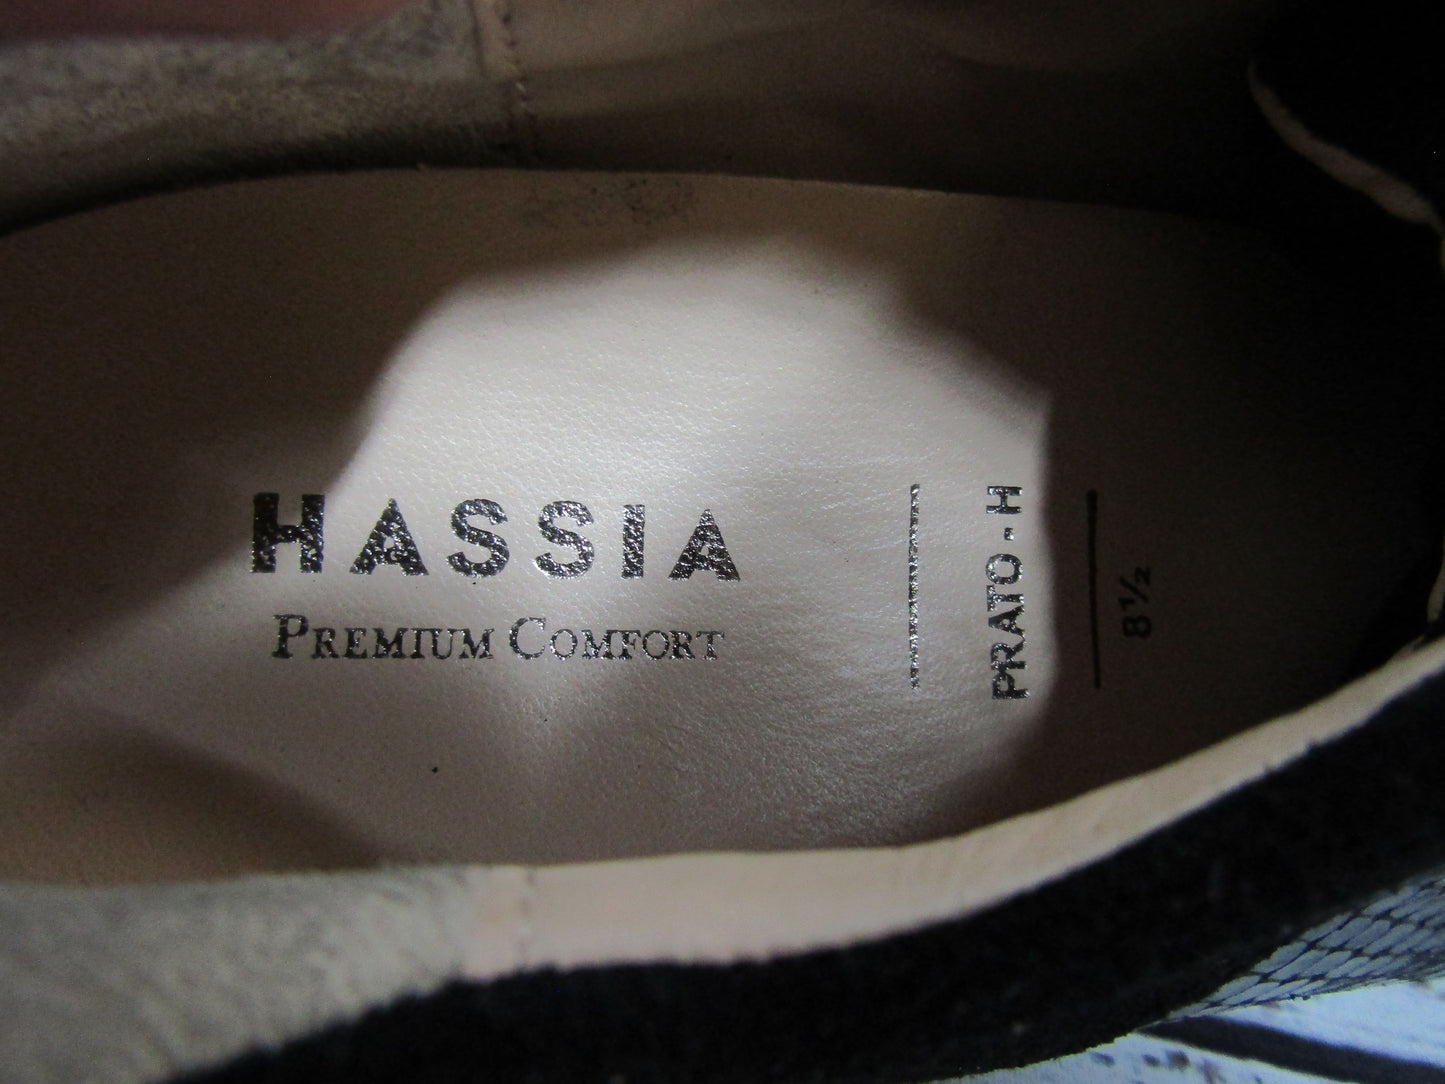 HASSIA
PREMIUM COMFORT
PRATO - H
8½